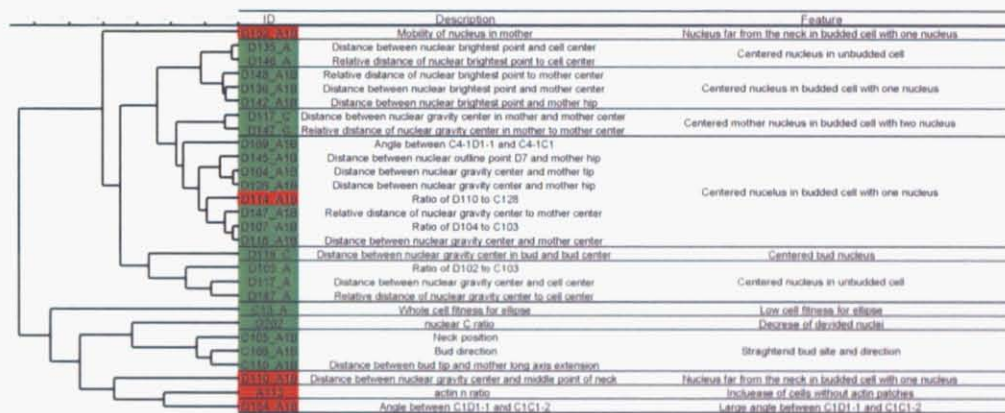 ID Description Feature
Mobility of nucleus in mother Nucleus far from the neck in budded cell with one nucleus
D135_A Distance between nuclear brightest point and cell center
Centered nucleus in unbudded cell
D146_A Relative distance of nuclear brightest point to cell center
Relative distance of nuclear brightest point to mother center
Distance between nuclear brightest point and mother center Centered nucleus in budded cell with one nucleus
Distance between nuclear brightest point and mother hip
D117_C Distance between nuclear gravity center in mother and mother center
Centered mother nucleus in budded cell with two nucleus
D147_C Relative distance of nuclear gravity center in mother to mother center
Angle between C4-1D1-1 and C4-1C1
Distance between nuclear outline point D7 and mother hip
Distance between nuclear gravity center and mother tip
Distance between nuclear gravity center and mother hip
Centered nucelus in budded cell with one nucleus
Ratio of D110 to C128
Relative distance of nuclear gravity center to mother center
Ratio of D104 to C103
Distance between nuclear gravity center and mother center
Distance between nuclear gravity center in bud and bud center Centered bud nucleus
Ratio of D102 to C103
D117_A Distance between nuclear gravity center and cell center Centered nucleus in unbudded cell
D147_A Relative distance of nuclear gravity center to cell center
Whole cell fitness for ellipse Low cell fitness for ellipse
nuclear C ratio Decrese of devided nuclei
Neck position
Bud direction Straghtend bud site and direction
Distance between bud tip and mother long axis extension
Distance between nuclear gravity center and middle point of neck Nucleus far from the neck in budded cell with one nucleus
actin n ratio Incluease of cells without actin patches
Angle between C1D1-1 and C1C1-2 Large angle between C1D1-1 and C1C1-2